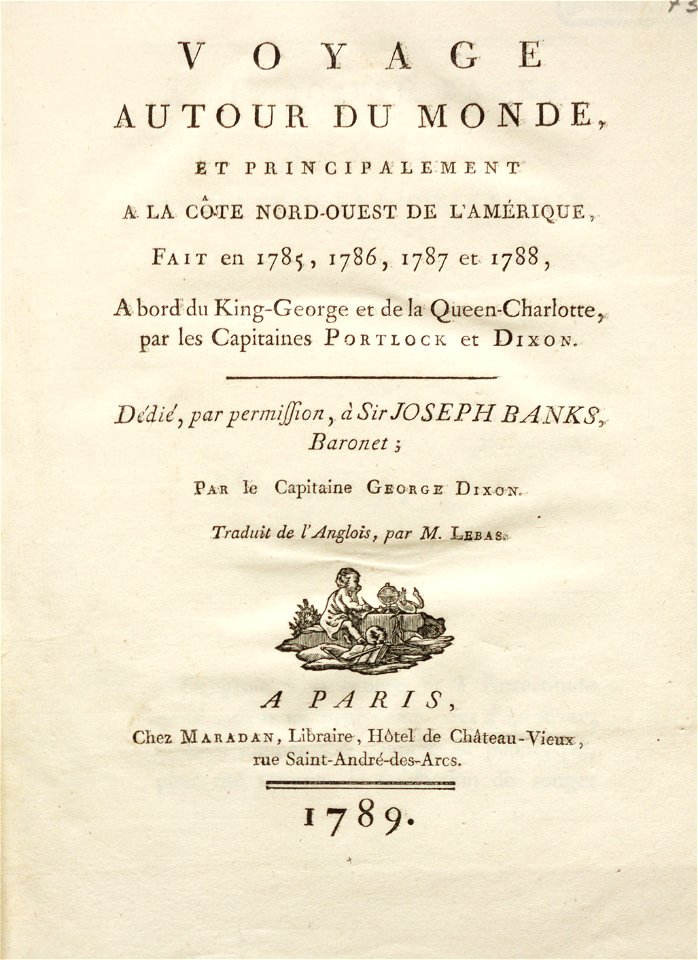 VOYAGE
AUTOUR DU MONDE,
ET PRINCIPALEMENT
A LA CÔTE NORD-OUEST DE L'AMÉRIQUE,
FAIT en 1785, 1786, 1787 et 1788,
A bord du King-George et de la Queen-Charlotte,
par les Capitaines PORTLOCK et DIXON.
Dédié, par permiſſion, à Sir JOSEPH BANKS,
Baronet;
PAR le Capitaine GEORGE DIXON.
Traduit de l'Anglois, par M. LEBAS.
A PARIS,
Chez MARADAN, Libraire, Hôtel de Château-Vieux,
rue Saint-André-des-Arcs.
1789.